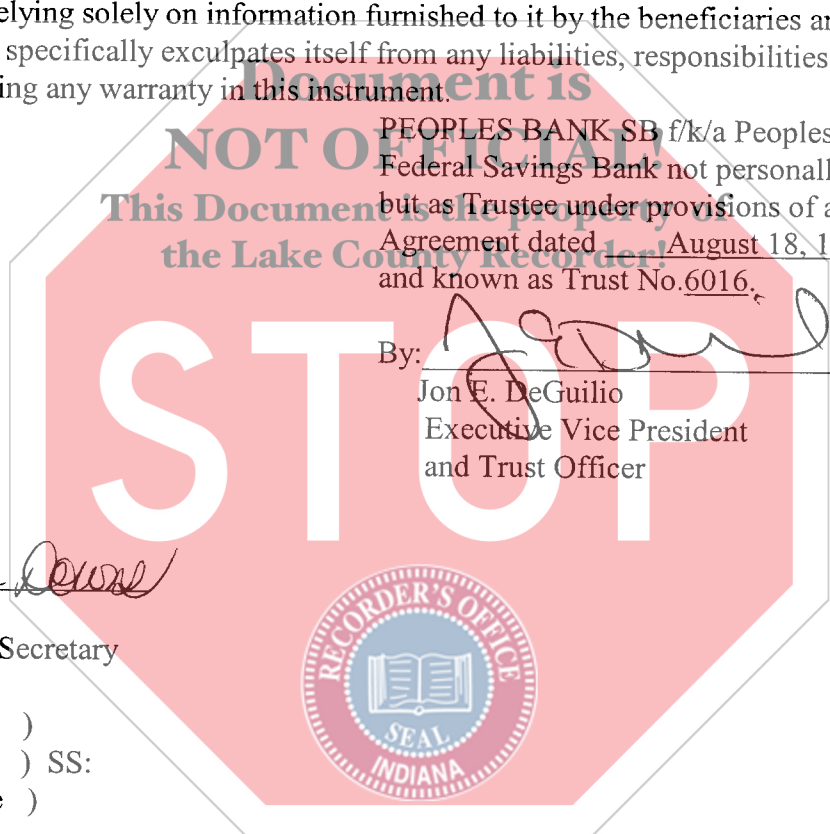 elying solely on information furnished to it by the beneficiaries an
specifically exculpates itself from any liabilities, responsibilities
ing any warranty in this instrument.
Document is
NOT OFFICIAL!
This Document is the property of
the Lake County Recorder!
PEOPLES BANK SB f/k/a Peoples
Federal Savings Bank not personall
but as Trustee under provisions of a
Agreement dated August 18, 1
and known as Trust No.6016.
STOP
By:
Jon E. DeGuilio
Executive Vice President
and Trust Officer
Downs
Secretary
)
) SS:
e )
RECORDER'S OFFICE
SEAL
INDIANA